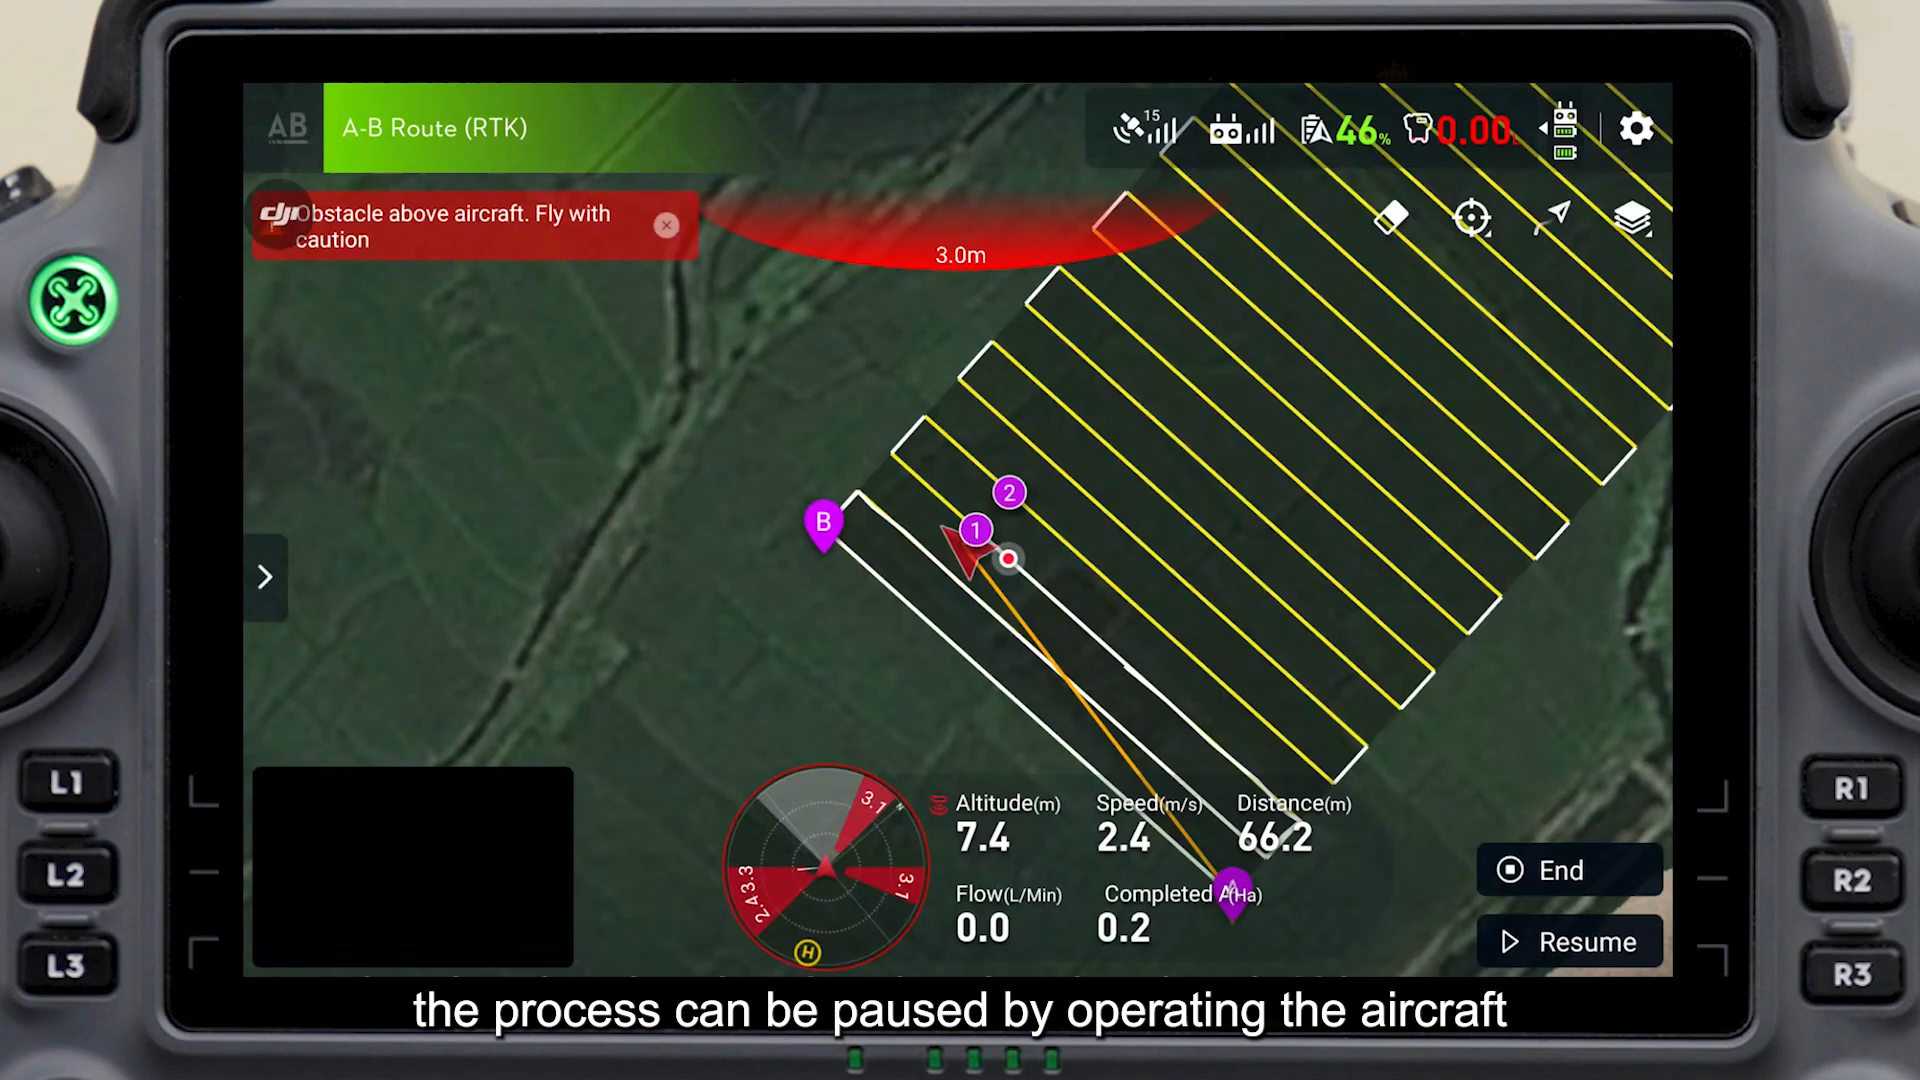 AB
A-B Route (RTK)
15
46%
0.00
dji
Obstacle above aircraft. Fly with
caution
3.0m
2
B
1
L1
L2
L3
R1
R2
R3
3.1
N
3.3
2.4
3.1
H
Altitude(m)
7.4
Speed(m/s)
2.4
Distance(m)
66.2
Flow(L/Min)
0.0
Completed A(Ha)
0.2
A
End
Resume
the process can be paused by operating the aircraft